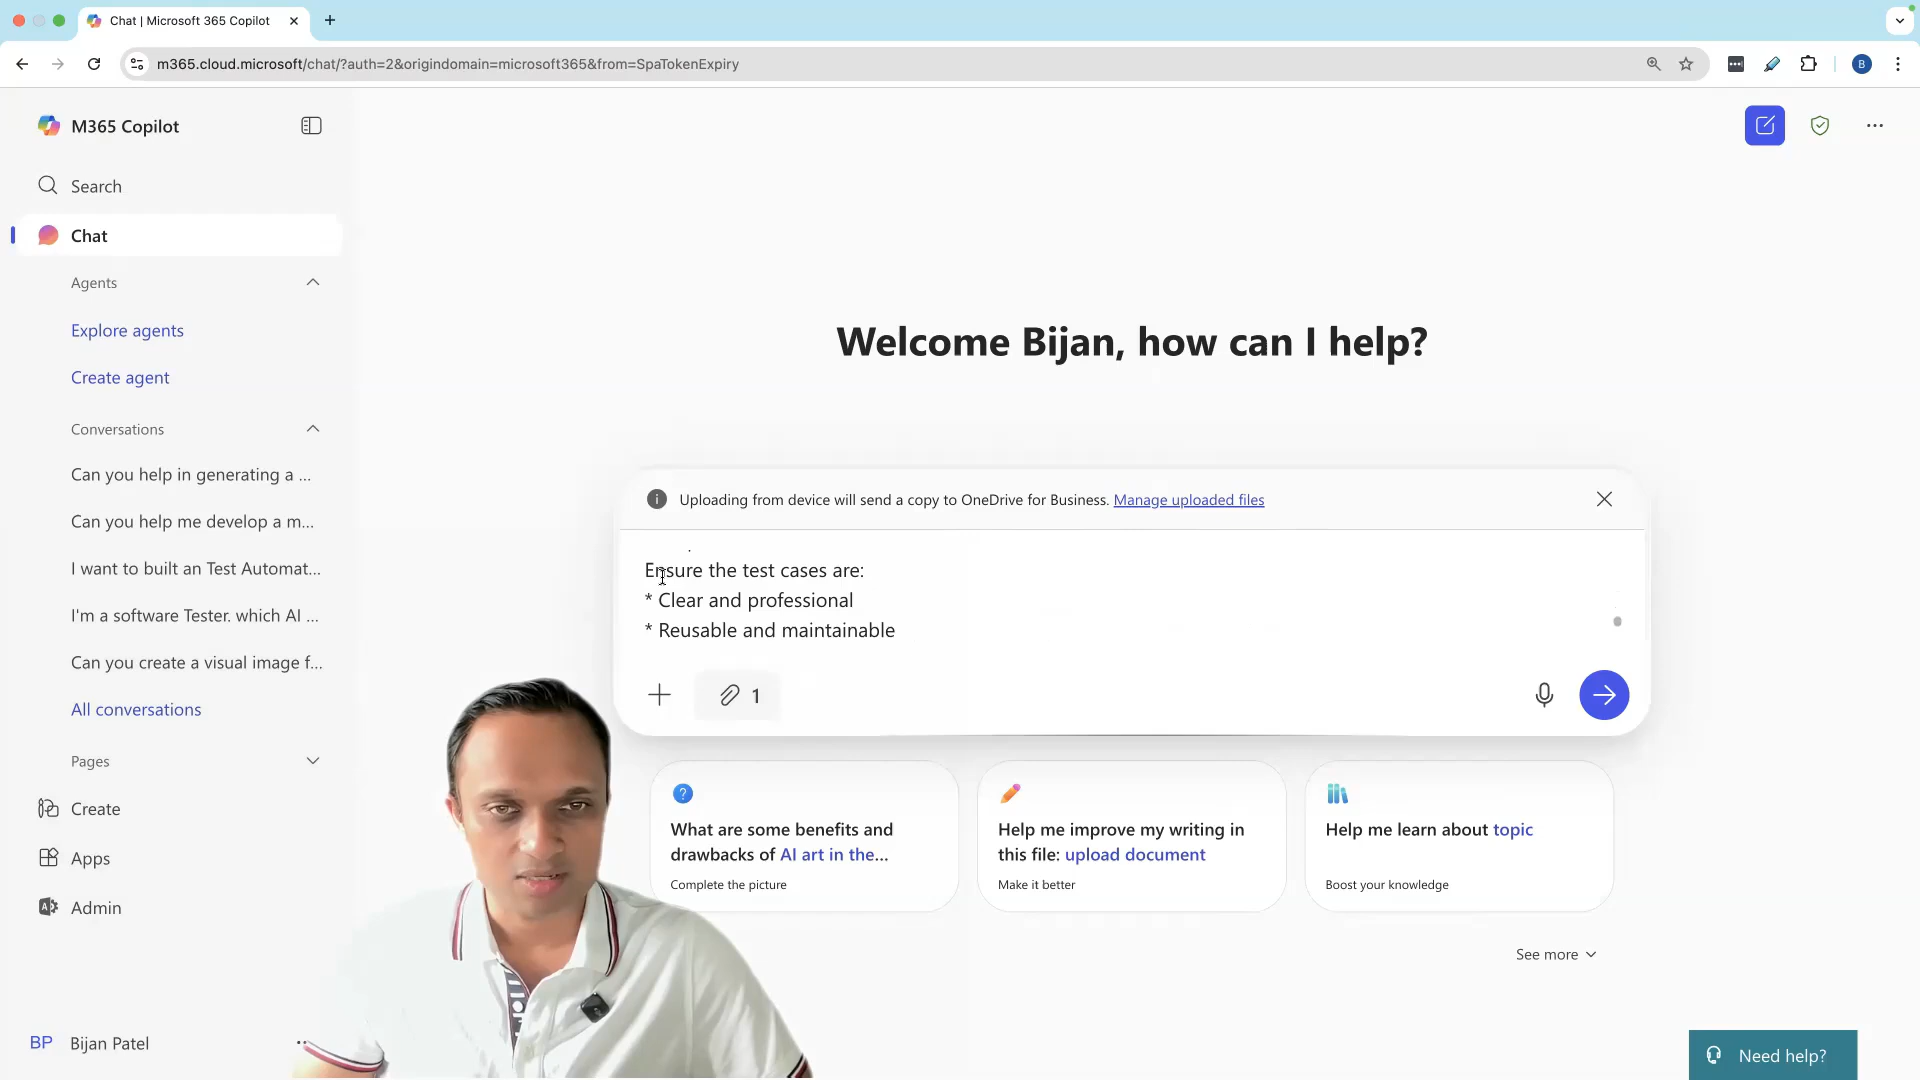 Chat | Microsoft 365 Copilot
m365.cloud.microsoft/chat/?auth=2&origindomain=microsoft365&from=SpaTokenExpiry
B
M365 Copilot
Search
Chat
Agents
Explore agents
Create agent
Conversations
Can you help in generating a ...
Can you help me develop a m...
I want to built an Test Automat...
I'm a software Tester. which AI ...
Can you create a visual image f...
All conversations
Pages
Create
Apps
Admin
BP Bijan Patel
Welcome Bijan, how can I help?
Uploading from device will send a copy to OneDrive for Business. Manage uploaded files
Ensure the test cases are:
* Clear and professional
* Reusable and maintainable
1
What are some benefits and
drawbacks of AI art in the...
Complete the picture
Help me improve my writing in
this file: upload document
Make it better
Help me learn about topic
Boost your knowledge
See more
Need help?